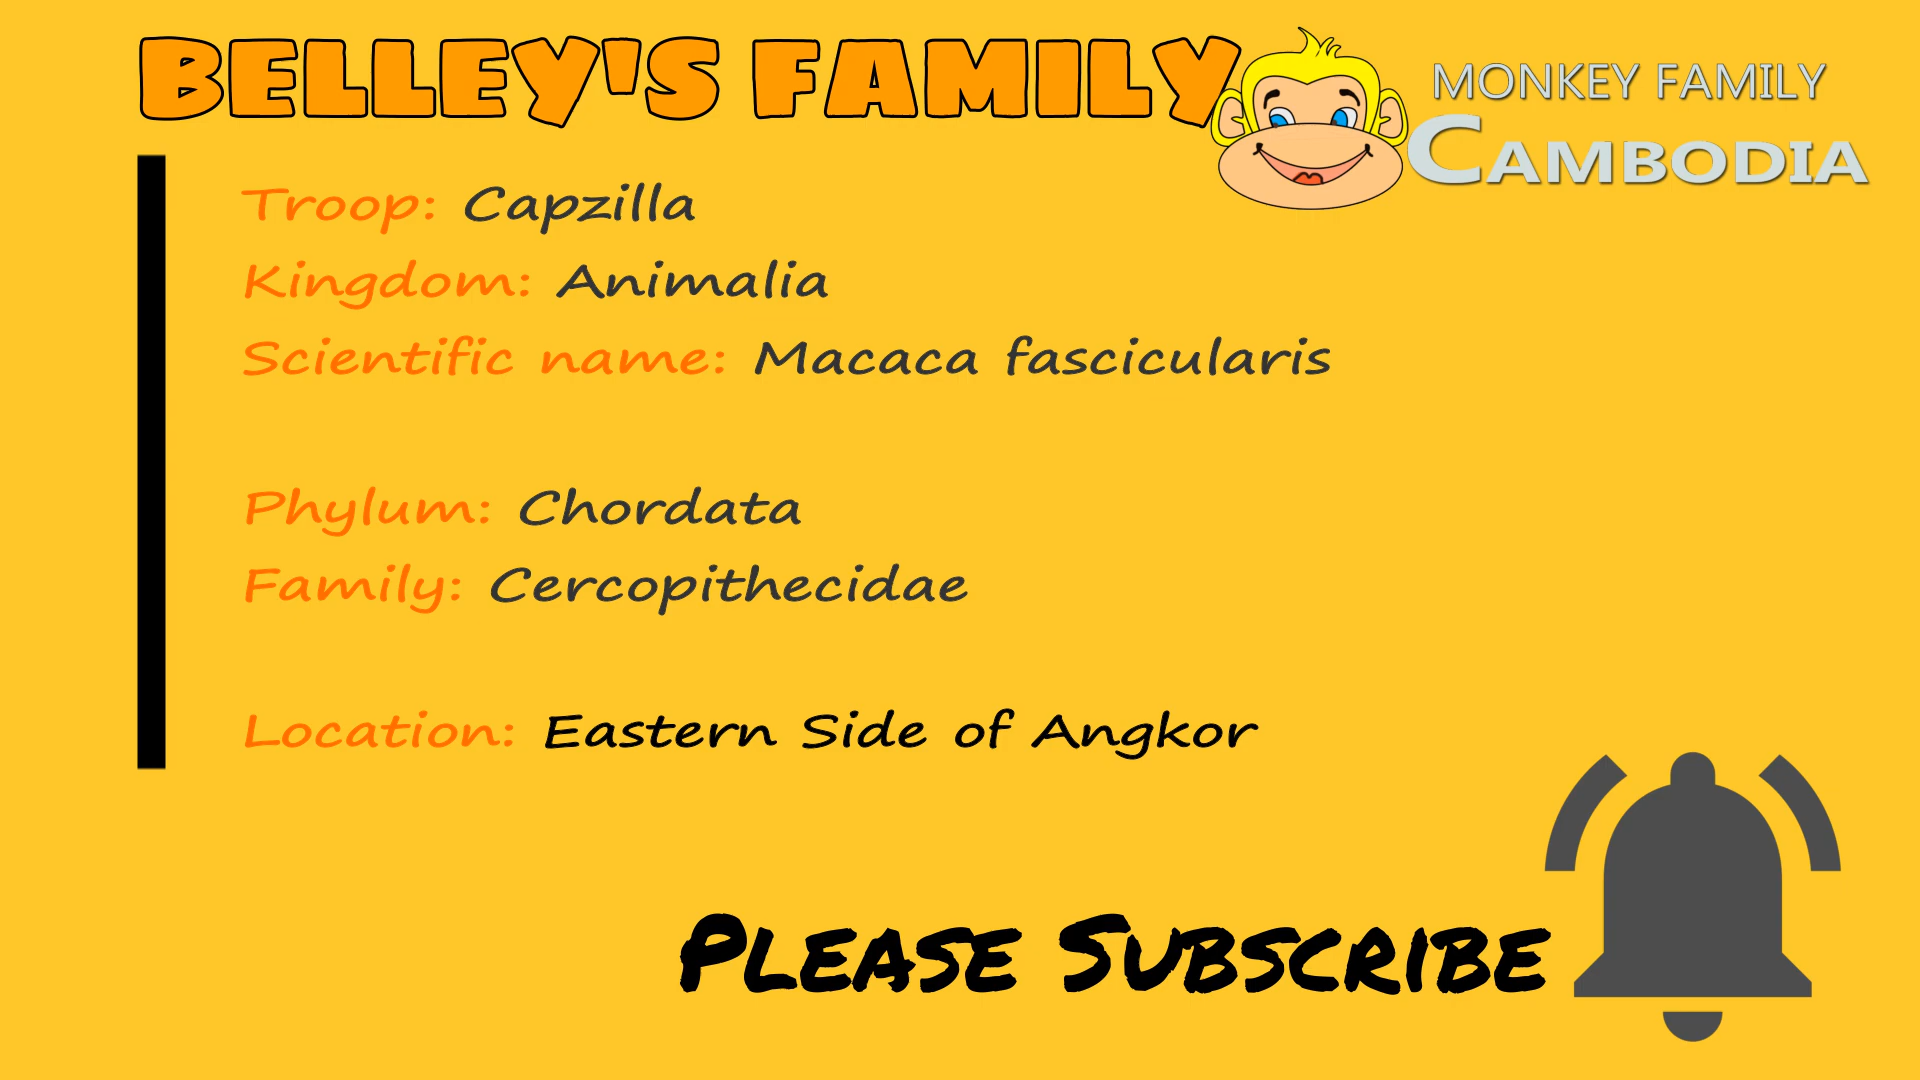 BELLEY'S FAMILY
MONKEY FAMILY
CAMBODIA
Troop: Capzilla
Kingdom: Animalia
Scientific name: Macaca fascicularis
Phylum: Chordata
Family: Cercopithecidae
Location: Eastern Side of Angkor
PLEASE SUBSCRIBE